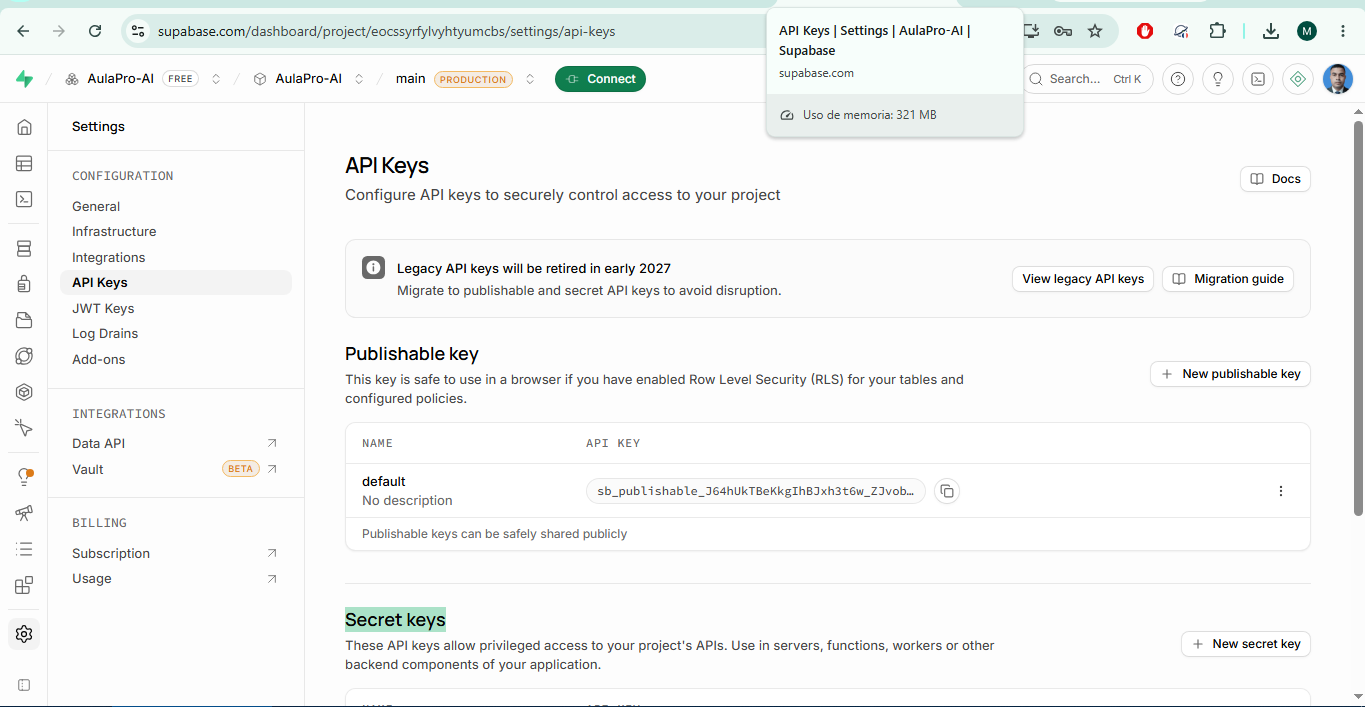 supabase.com/dashboard/project/eocssyrfylvyhtyumcbs/settings/api-keys
M
API Keys | Settings | AulaPro-AI |
Supabase
supabase.com
Uso de memoria: 321 MB
AulaPro-AI FREE
AulaPro-AI
main PRODUCTION
Connect
Search... Ctrl K
Settings
CONFIGURATION
General
Infrastructure
Integrations
API Keys
JWT Keys
Log Drains
Add-ons
INTEGRATIONS
Data API
Vault BETA
BILLING
Subscription
Usage
API Keys
Configure API keys to securely control access to your project
Docs
Legacy API keys will be retired in early 2027
Migrate to publishable and secret API keys to avoid disruption.
View legacy API keys
Migration guide
Publishable key
This key is safe to use in a browser if you have enabled Row Level Security (RLS) for your tables and
configured policies.
New publishable key
NAME API KEY
default
No description
sb_publishable_J64hUkTBeKkgIhBJxh3t6w_ZJvob…
Publishable keys can be safely shared publicly
Secret keys
These API keys allow privileged access to your project's APIs. Use in servers, functions, workers or other
backend components of your application.
New secret key